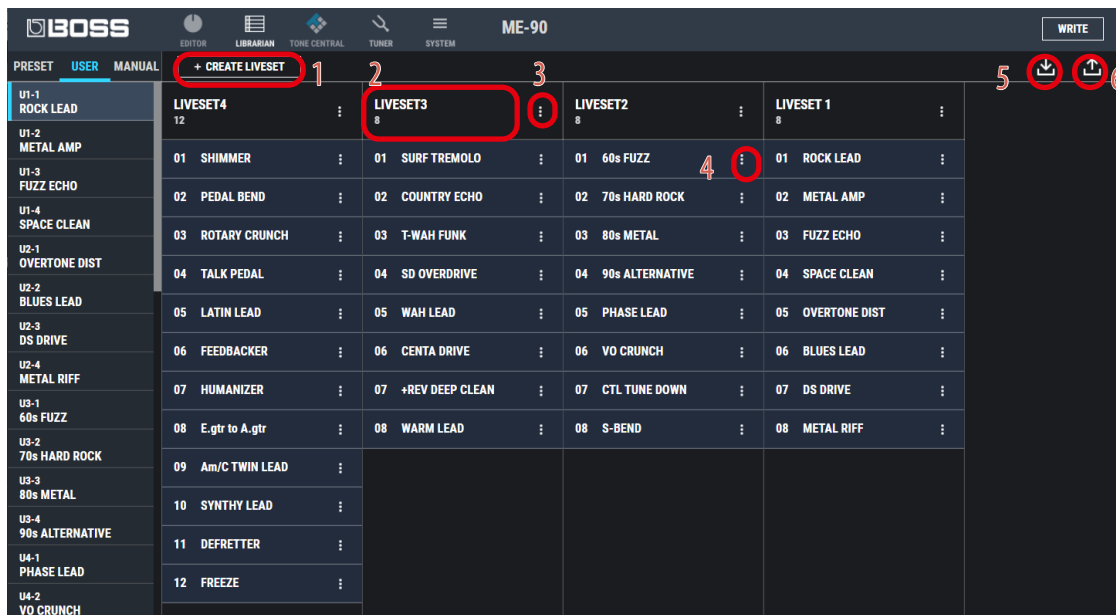 BOSS
EDITOR
LIBRARIAN
TONE CENTRAL
TUNER
SYSTEM
ME-90
WRITE
PRESET USER MANUAL
+ CREATE LIVESET
1
2
3
4
5
6
U1-1
ROCK LEAD
U1-2
METAL AMP
U1-3
FUZZ ECHO
U1-4
SPACE CLEAN
U2-1
OVERTONE DIST
U2-2
BLUES LEAD
U2-3
DS DRIVE
U2-4
METAL RIFF
U3-1
60s FUZZ
U3-2
70s HARD ROCK
U3-3
80s METAL
U3-4
90s ALTERNATIVE
U4-1
PHASE LEAD
U4-2
VO CRUNCH
LIVESET4
12
01 SHIMMER
02 PEDAL BEND
03 ROTARY CRUNCH
04 TALK PEDAL
05 LATIN LEAD
06 FEEDBACKER
07 HUMANIZER
08 E.gtr to A.gtr
09 Am/C TWIN LEAD
10 SYNTHY LEAD
11 DEFRETTER
12 FREEZE
LIVESET3
8
01 SURF TREMOLO
02 COUNTRY ECHO
03 T-WAH FUNK
04 SD OVERDRIVE
05 WAH LEAD
06 CENTA DRIVE
07 +REV DEEP CLEAN
08 WARM LEAD
LIVESET2
8
01 60s FUZZ
02 70s HARD ROCK
03 80s METAL
04 90s ALTERNATIVE
05 PHASE LEAD
06 VO CRUNCH
07 CTL TUNE DOWN
08 S-BEND
LIVESET 1
8
01 ROCK LEAD
02 METAL AMP
03 FUZZ ECHO
04 SPACE CLEAN
05 OVERTONE DIST
06 BLUES LEAD
07 DS DRIVE
08 METAL RIFF